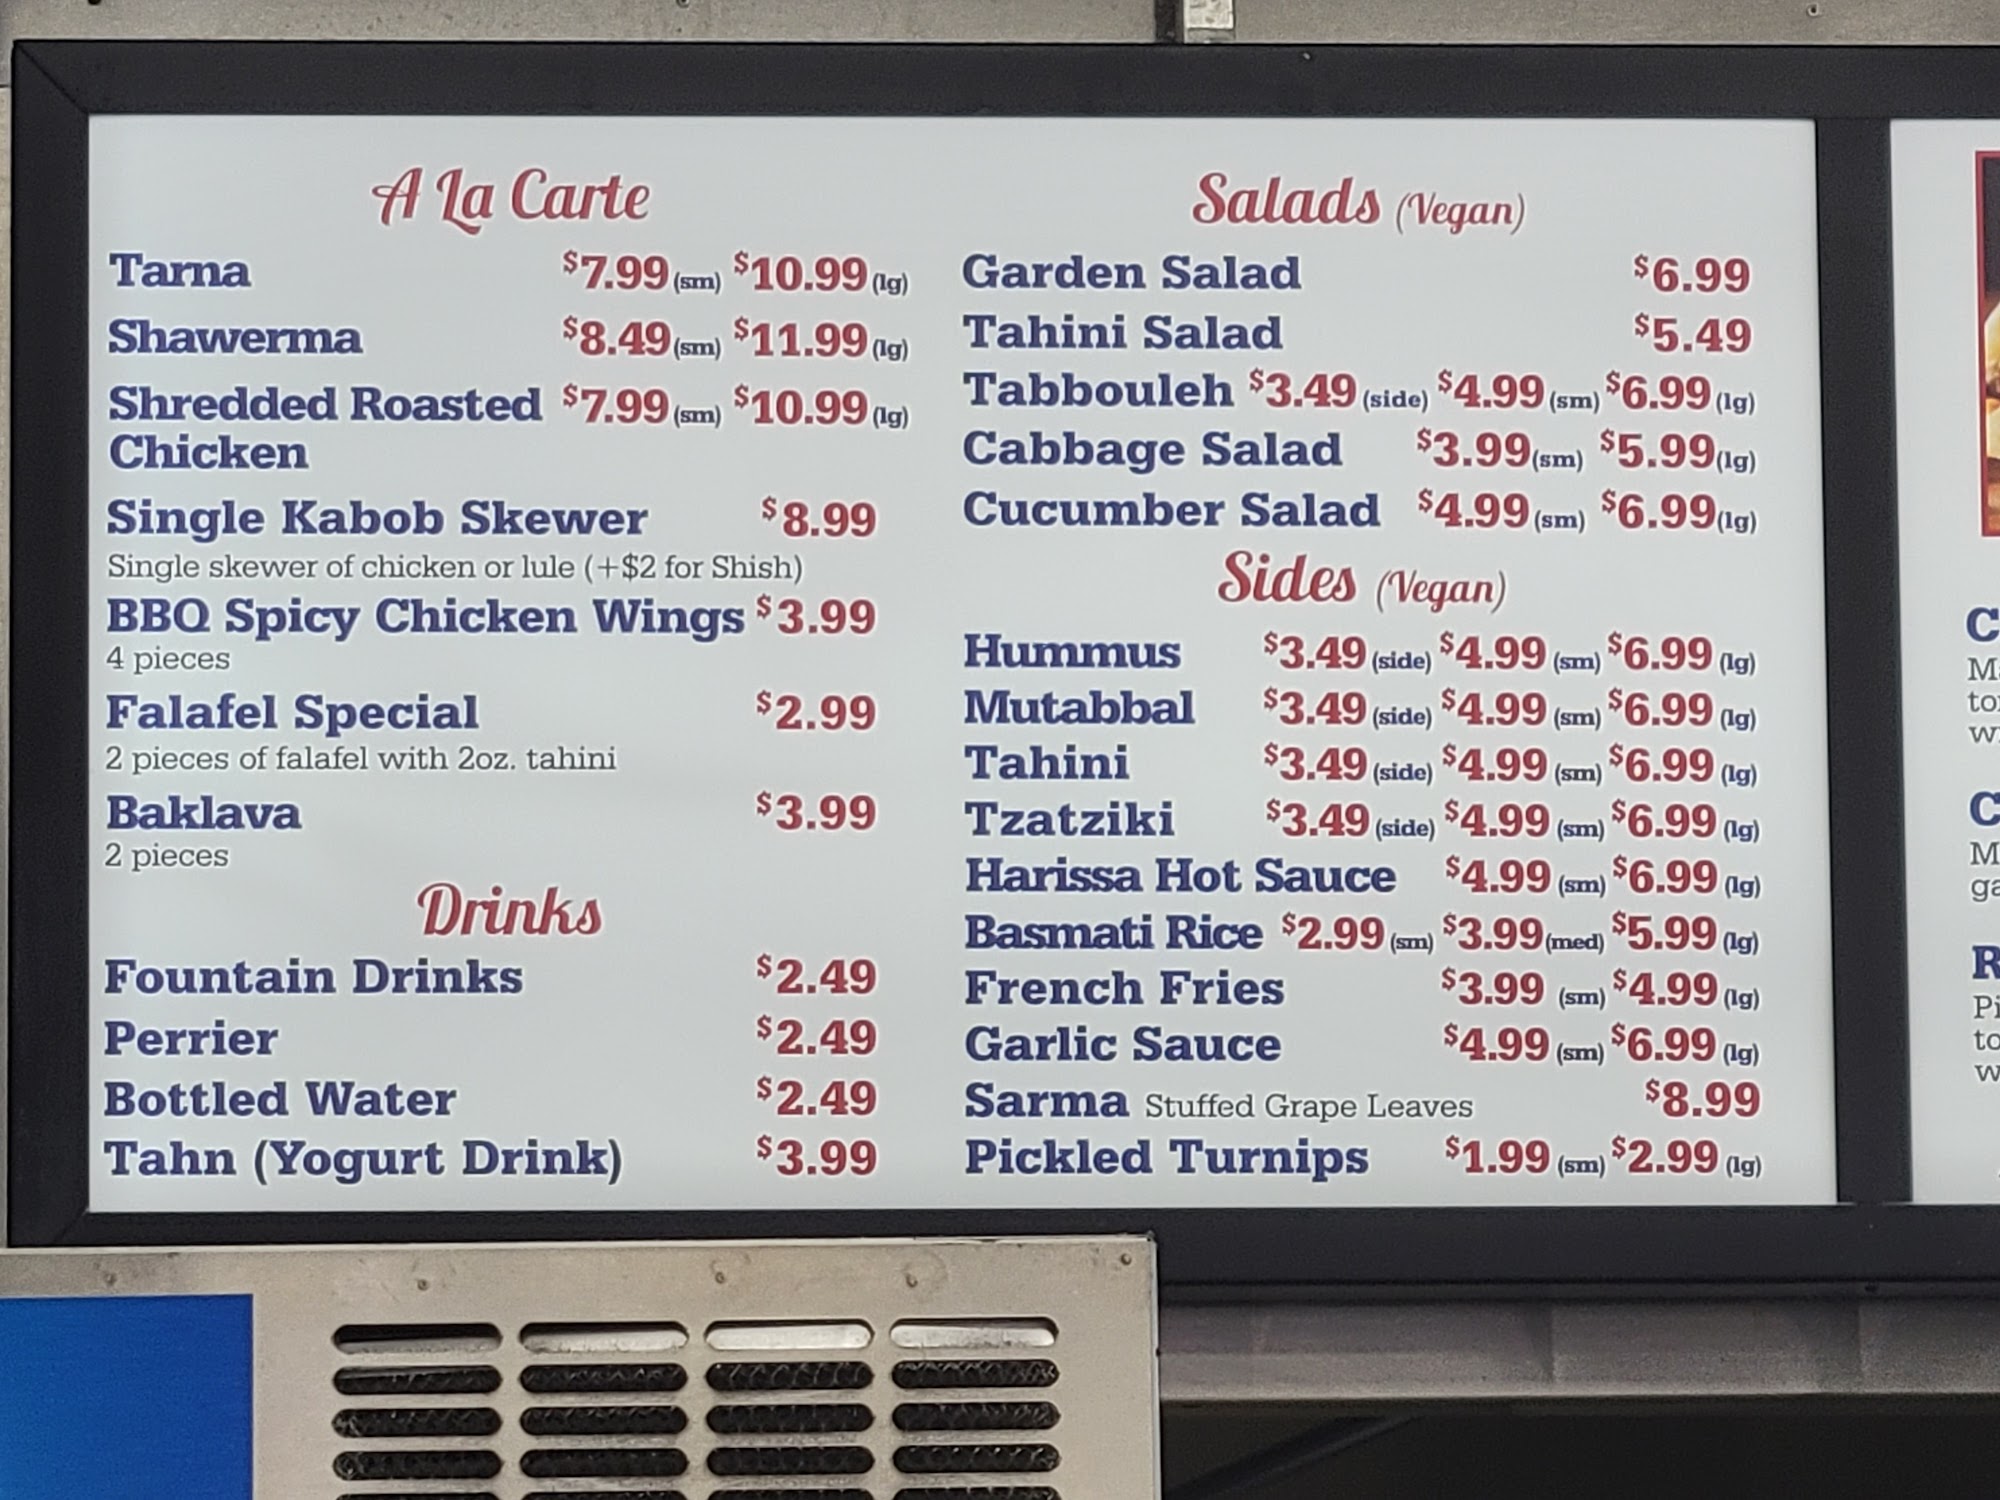 A La Carte
Tarna $7.99 (sm) $10.99 (lg)
Shawerma $8.49 (sm) $11.99 (lg)
Shredded Roasted $7.99 (sm) $10.99 (lg)
Chicken
Single Kabob Skewer $8.99
Single skewer of chicken or lule (+$2 for Shish)
BBQ Spicy Chicken Wings $3.99
4 pieces
Falafel Special $2.99
2 pieces of falafel with 2oz. tahini
Baklava $3.99
2 pieces
Drinks
Fountain Drinks $2.49
Perrier $2.49
Bottled Water $2.49
Tahn (Yogurt Drink) $3.99
Salads (Vegan)
Garden Salad $6.99
Tahini Salad $5.49
Tabbouleh $3.49 (side) $4.99 (sm) $6.99 (lg)
Cabbage Salad $3.99 (sm) $5.99 (lg)
Cucumber Salad $4.99 (sm) $6.99 (lg)
Sides (Vegan)
Hummus $3.49 (side) $4.99 (sm) $6.99 (lg)
Mutabbal $3.49 (side) $4.99 (sm) $6.99 (lg)
Tahini $3.49 (side) $4.99 (sm) $6.99 (lg)
Tzatziki $3.49 (side) $4.99 (sm) $6.99 (lg)
Harissa Hot Sauce $4.99 (sm) $6.99 (lg)
Basmati Rice $2.99 (sm) $3.99 (med) $5.99 (lg)
French Fries $3.99 (sm) $4.99 (lg)
Garlic Sauce $4.99 (sm) $6.99 (lg)
Sarma Stuffed Grape Leaves $8.99
Pickled Turnips $1.99 (sm) $2.99 (lg)